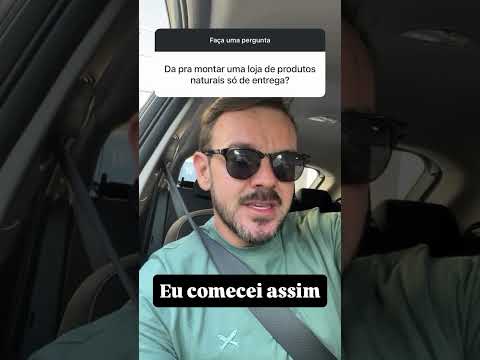 Faça uma pergunta
Da pra montar uma loja de produtos
naturais só de entrega?
Eu comecei assim